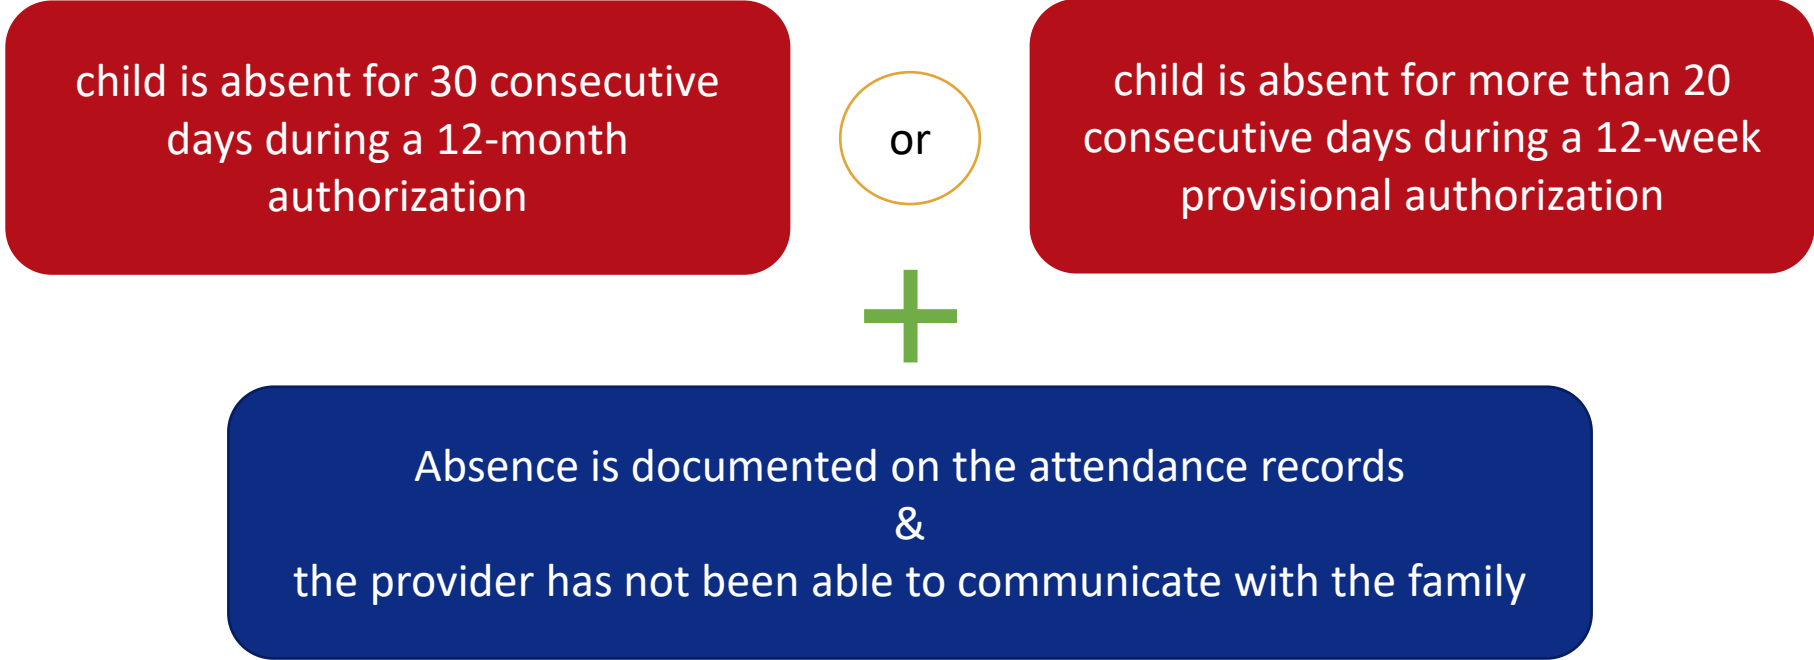 child is absent for 30 consecutive
days during a 12-month
authorization
or
child is absent for more than 20
consecutive days during a 12-week
provisional authorization
Absence is documented on the attendance records
&
the provider has not been able to communicate with the family